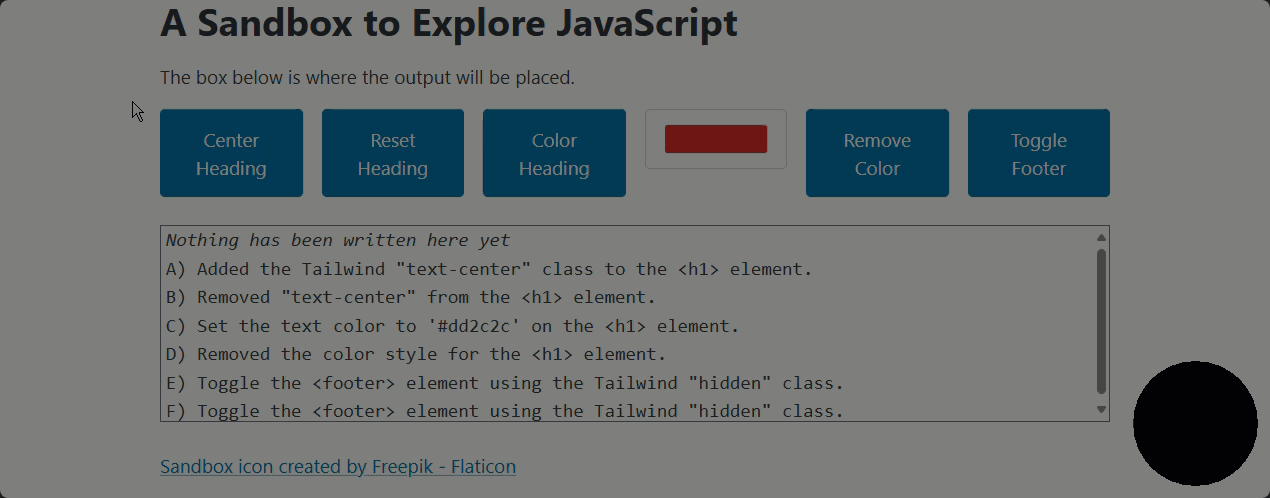 A Sandbox to Explore JavaScript
The box below is where the output will be placed.
Center
Heading
Reset
Heading
Color
Heading
Remove
Color
Toggle
Footer
Nothing has been written here yet
A) Added the Tailwind "text-center" class to the <h1> element.
B) Removed "text-center" from the <h1> element.
C) Set the text color to '#dd2c2c' on the <h1> element.
D) Removed the color style for the <h1> element.
E) Toggle the <footer> element using the Tailwind "hidden" class.
F) Toggle the <footer> element using the Tailwind "hidden" class.
Sandbox icon created by Freepik - Flaticon